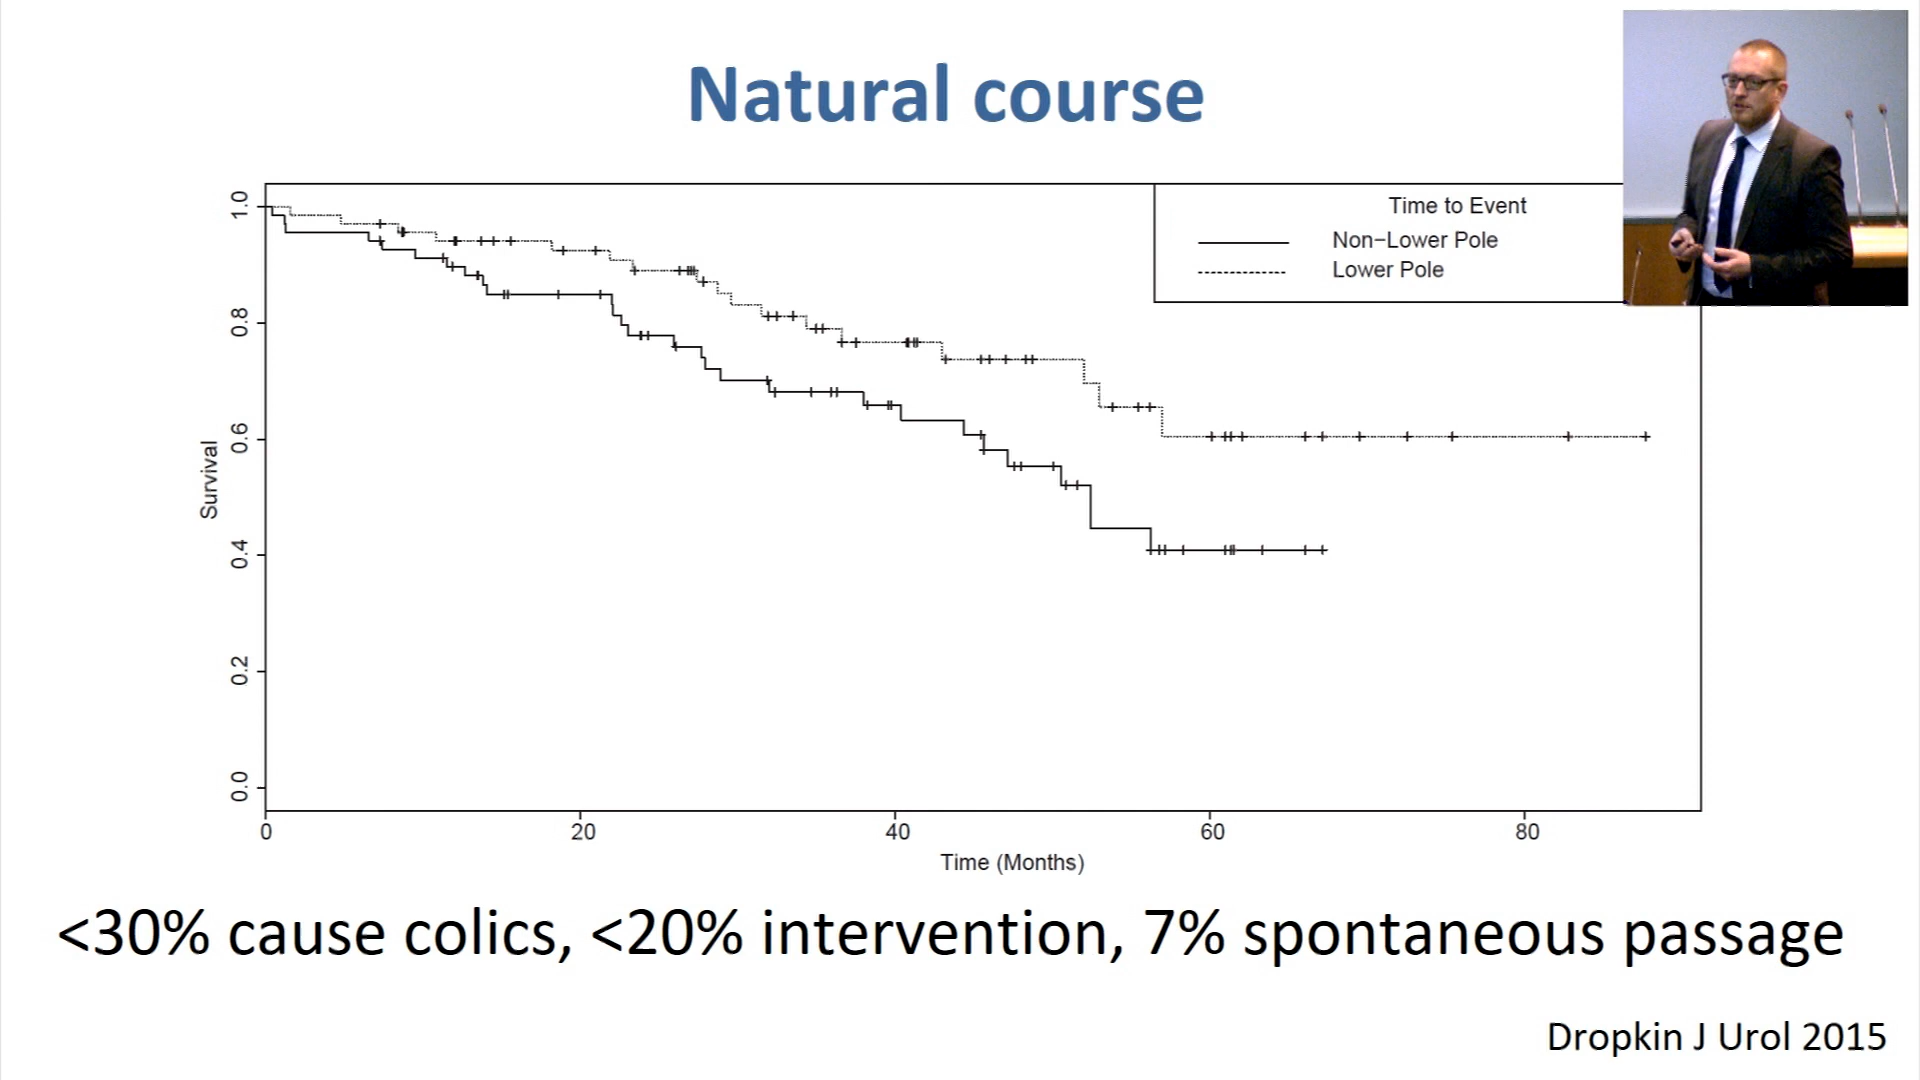 Natural course
Time to Event
Non−Lower Pole
Lower Pole
Survival
1.0
0.8
0.6
0.4
0.2
0.0
0 20 40 60 80
Time (Months)
<30% cause colics, <20% intervention, 7% spontaneous passage
Dropkin J Urol 2015